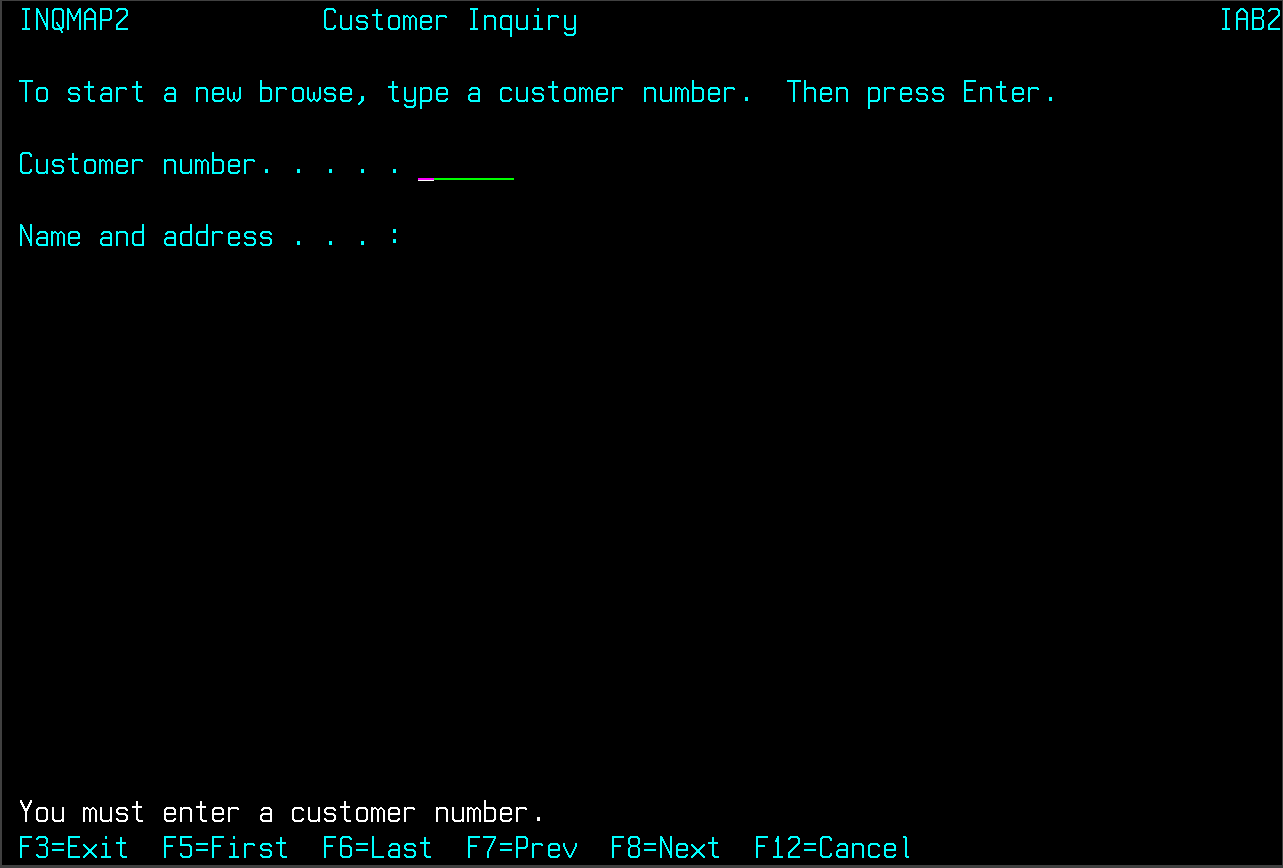 INQMAP2            Customer Inquiry                                        IAB2
To start a new browse, type a customer number.  Then press Enter.
Customer number. . . . . ______
Name and address . . . :
You must enter a customer number.
F3=Exit  F5=First  F6=Last  F7=Prev  F8=Next  F12=Cancel